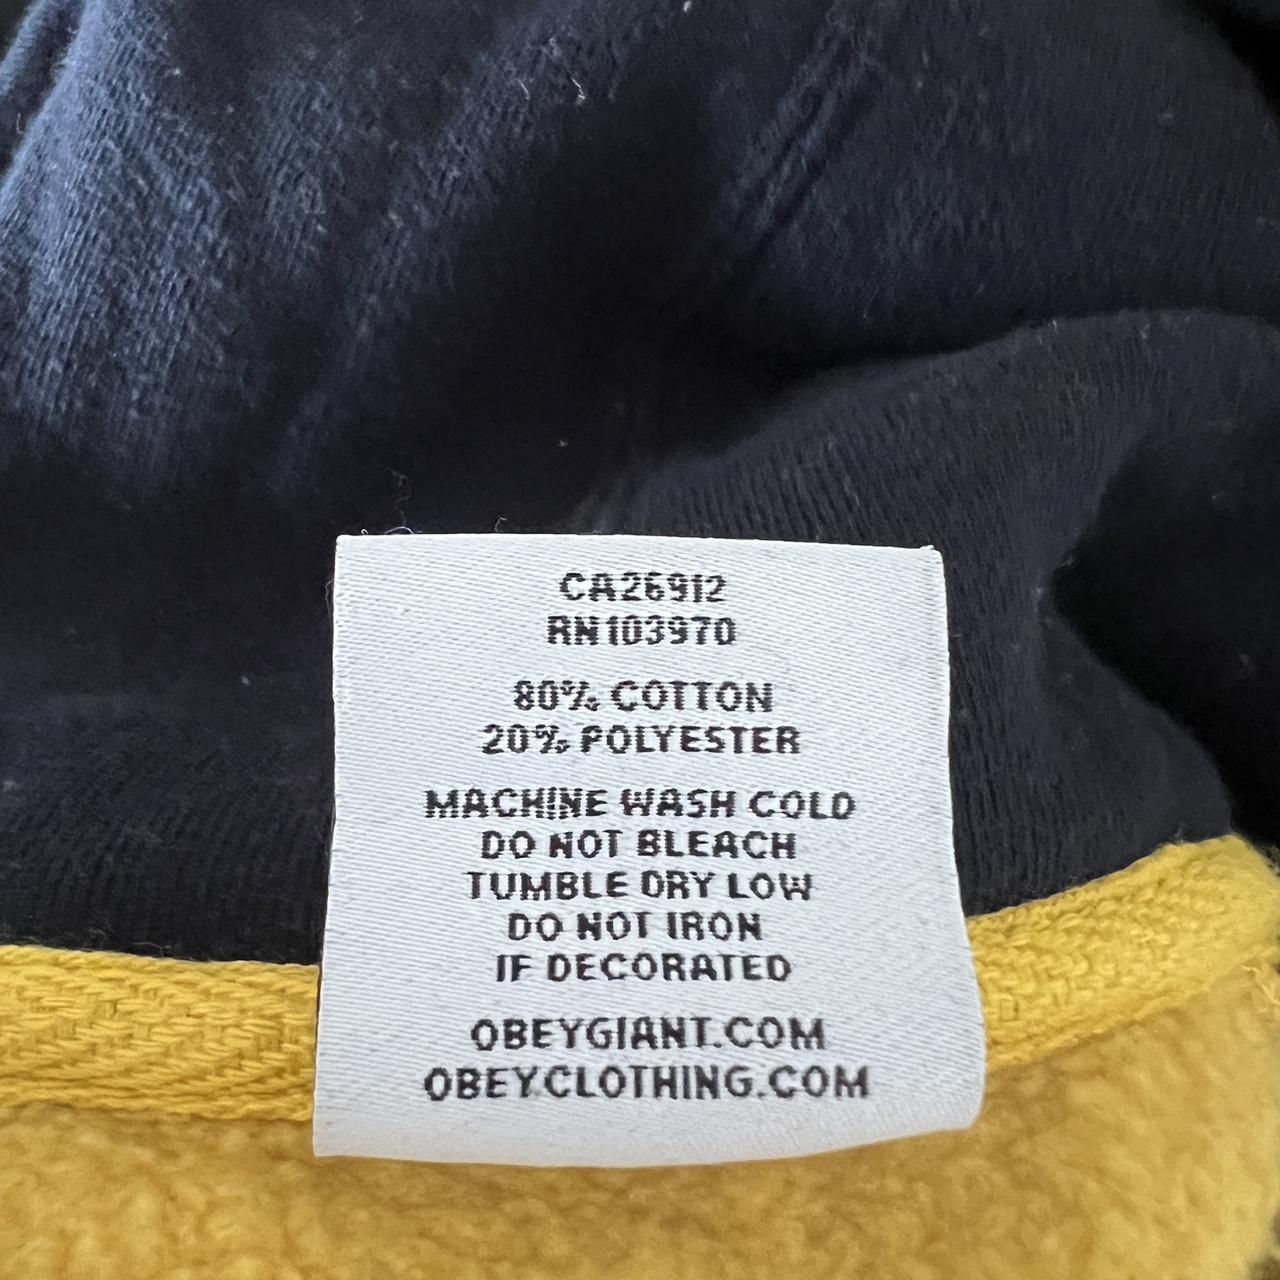 CA26912
RN103970
80% COTTON
20% POLYESTER
MACHINE WASH COLD
DO NOT BLEACH
TUMBLE DRY LOW
DO NOT IRON
IF DECORATED
OBEYGIANT.COM
OBEYCLOTHING.COM